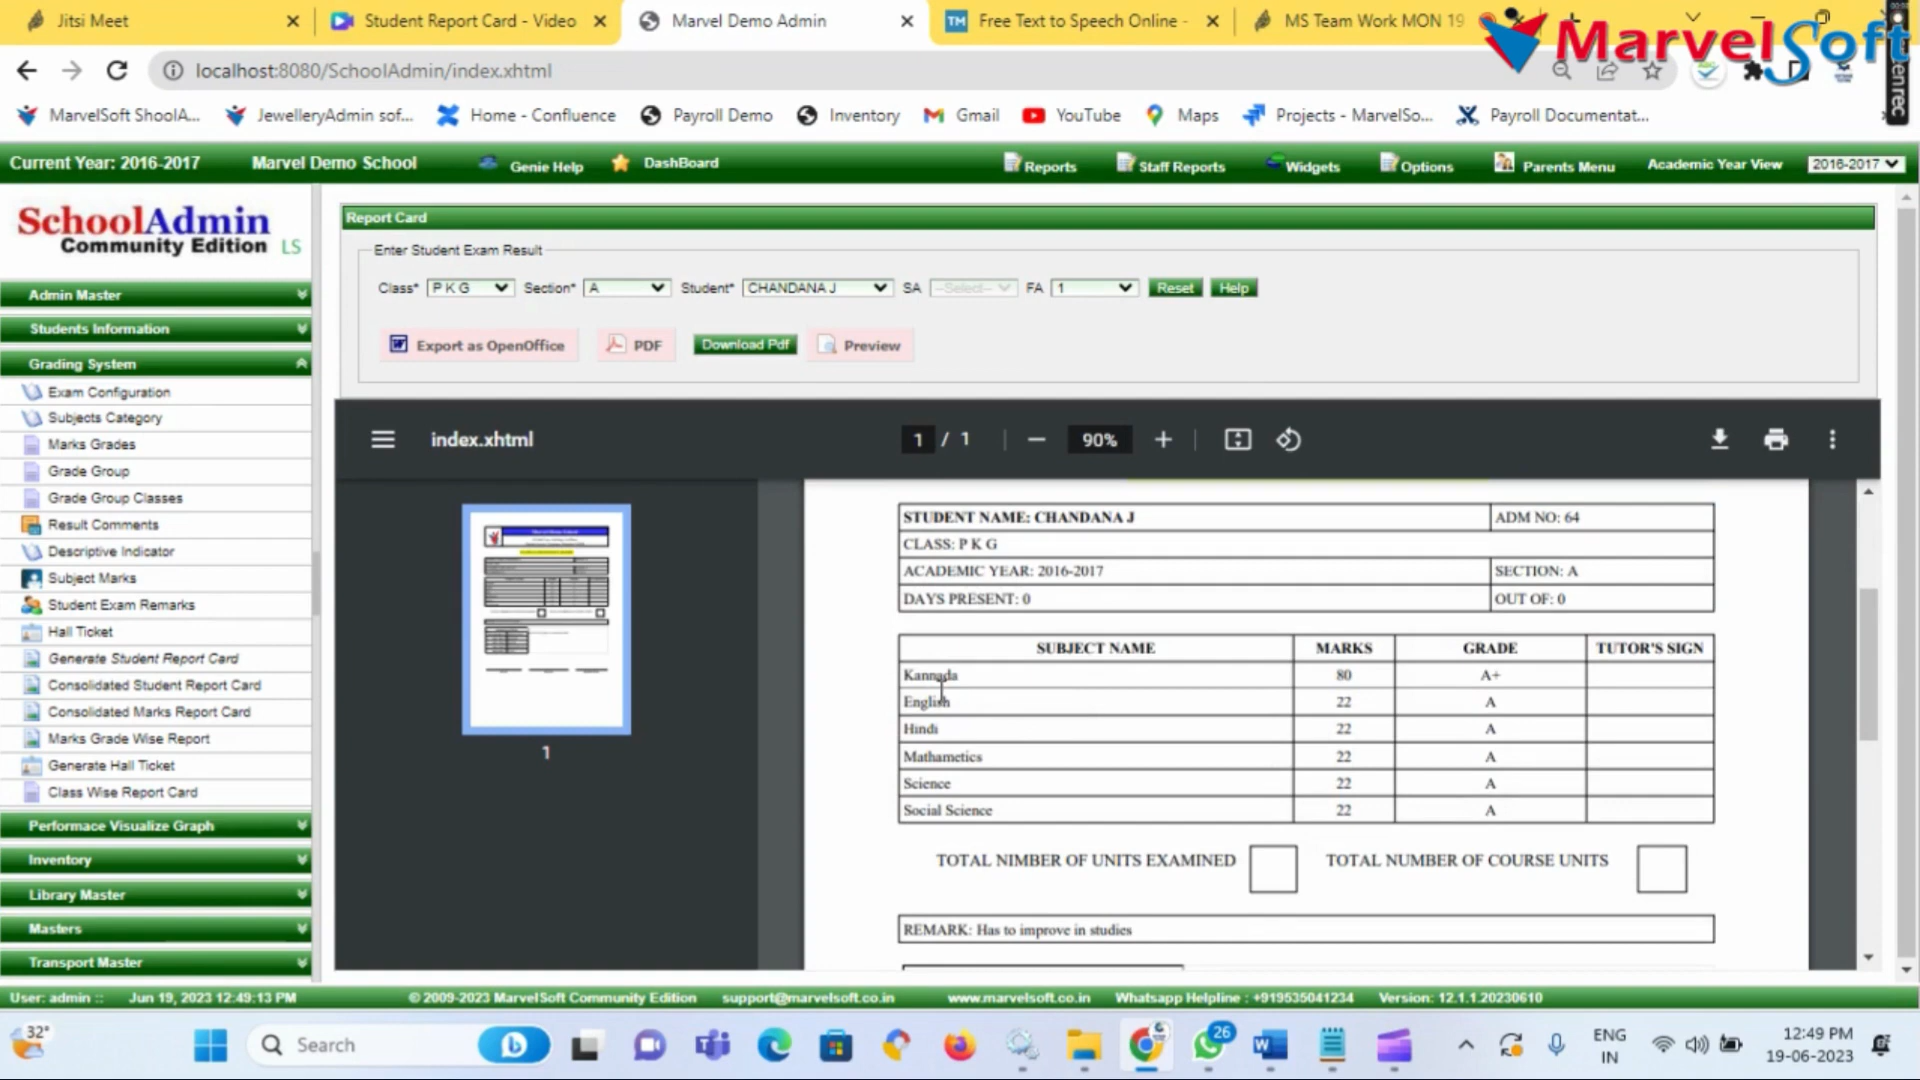 Jitsi Meet
Student Report Card - Video
Marvel Demo Admin
Free Text to Speech Online -
MS Team Work MON 19
MarvelSoft
localhost:8080/SchoolAdmin/index.xhtml
MarvelSoft ShoolA...
JewelleryAdmin sof...
Home - Confluence
Payroll Demo
Inventory
Gmail
YouTube
Maps
Projects - MarvelSo...
Payroll Documentat...
Current Year: 2016-2017
Marvel Demo School
Genie Help
DashBoard
Reports
Staff Reports
Widgets
Options
Parents Menu
Academic Year View
2016-2017
SchoolAdmin
Community Edition LS
Admin Master
Students Information
Grading System
Exam Configuration
Subjects Category
Marks Grades
Grade Group
Grade Group Classes
Result Comments
Descriptive Indicator
Subject Marks
Student Exam Remarks
Hall Ticket
Generate Student Report Card
Consolidated Student Report Card
Consolidated Marks Report Card
Marks Grade Wise Report
Generate Hall Ticket
Class Wise Report Card
Performace Visualize Graph
Inventory
Library Master
Masters
Transport Master
Report Card
Enter Student Exam Result
Class* P K G Section* A Student* CHANDANA J SA --Select-- FA 1 Reset Help
Export as OpenOffice PDF Download Pdf Preview
index.xhtml
1 / 1
90%
1
STUDENT NAME: CHANDANA J ADM NO: 64
CLASS: P K G
ACADEMIC YEAR: 2016-2017 SECTION: A
DAYS PRESENT: 0 OUT OF: 0
SUBJECT NAME MARKS GRADE TUTOR'S SIGN
Kannada 80 A+
English 22 A
Hindi 22 A
Mathametics 22 A
Science 22 A
Social Science 22 A
TOTAL NIMBER OF UNITS EXAMINED TOTAL NUMBER OF COURSE UNITS
REMARK: Has to improve in studies
User: admin :: Jun 19, 2023 12:49:13 PM
© 2009-2023 MarvelSoft Community Edition
support@marvelsoft.co.in
www.marvelsoft.co.in
Whatsapp Helpline : +919535041234
Version: 12.1.1.20230610
32°
Search
26
ENG
IN
12:49 PM
19-06-2023